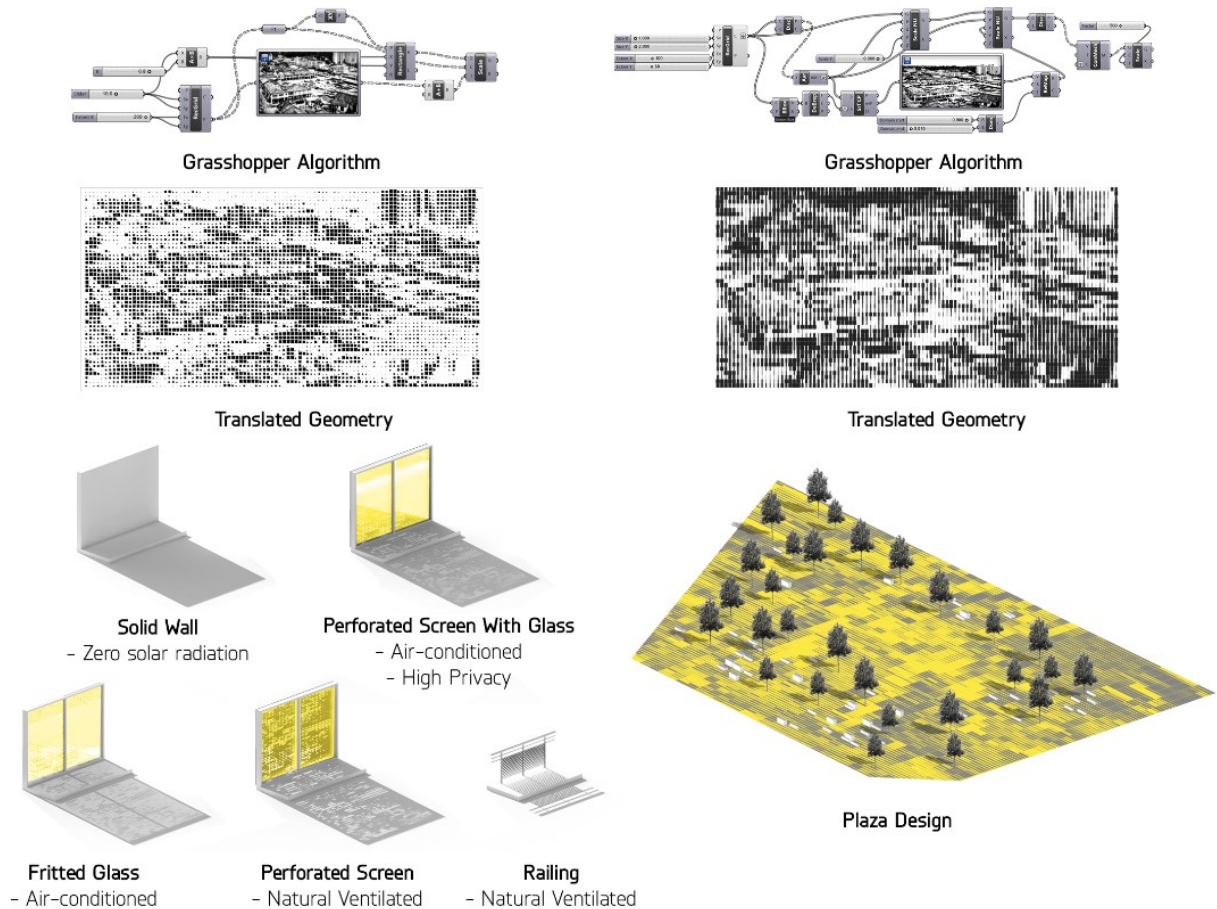 Grasshopper Algorithm
Grasshopper Algorithm
Translated Geometry
Translated Geometry
Solid Wall
- Zero solar radiation
Perforated Screen With Glass
- Air-conditioned
- High Privacy
Fritted Glass
- Air-conditioned
Perforated Screen
- Natural Ventilated
Railing
- Natural Ventilated
Plaza Design